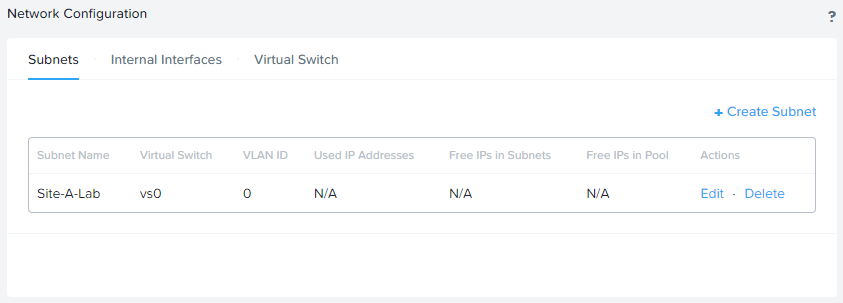 Network Configuration
?
Subnets · Internal Interfaces · Virtual Switch
+ Create Subnet
Subnet Name Virtual Switch VLAN ID Used IP Addresses Free IPs in Subnets Free IPs in Pool Actions
Site-A-Lab vs0 0 N/A N/A N/A Edit · Delete